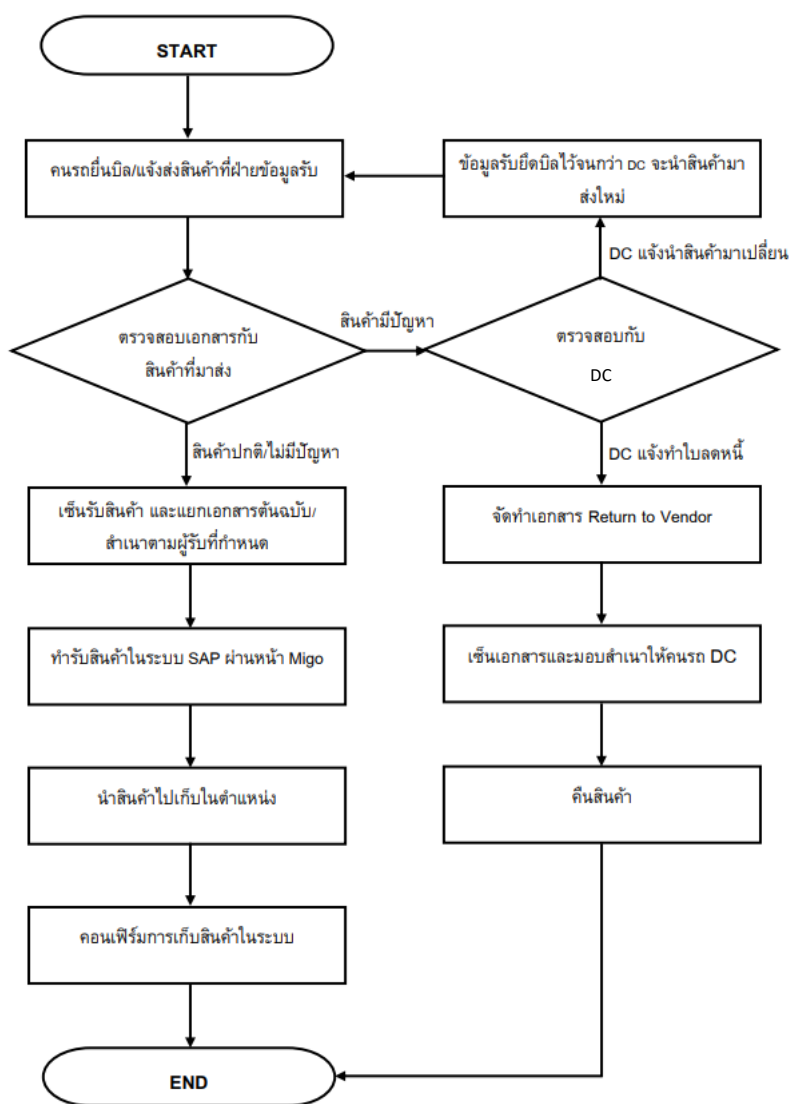 START
คนรถยื่นบิล/แจ้งส่งสินค้าที่ฝ่ายข้อมูลรับ
ข้อมูลรับยึดบิลไว้จนกว่า DC จะนำสินค้ามา
ส่งใหม่
DC แจ้งนำสินค้ามาเปลี่ยน
ตรวจสอบเอกสารกับ
สินค้าที่มาส่ง
สินค้ามีปัญหา
ตรวจสอบกับ
DC
สินค้าปกติ/ไม่มีปัญหา
DC แจ้งทำใบลดหนี้
เซ็นรับสินค้า และแยกเอกสารต้นฉบับ/
สำเนาตามผู้รับที่กำหนด
จัดทำเอกสาร Return to Vendor
ทำรับสินค้าในระบบ SAP ผ่านหน้า Migo
เซ็นเอกสารและมอบสำเนาให้คนรถ DC
นำสินค้าไปเก็บในตำแหน่ง
คืนสินค้า
คอนเฟิร์มการเก็บสินค้าในระบบ
END